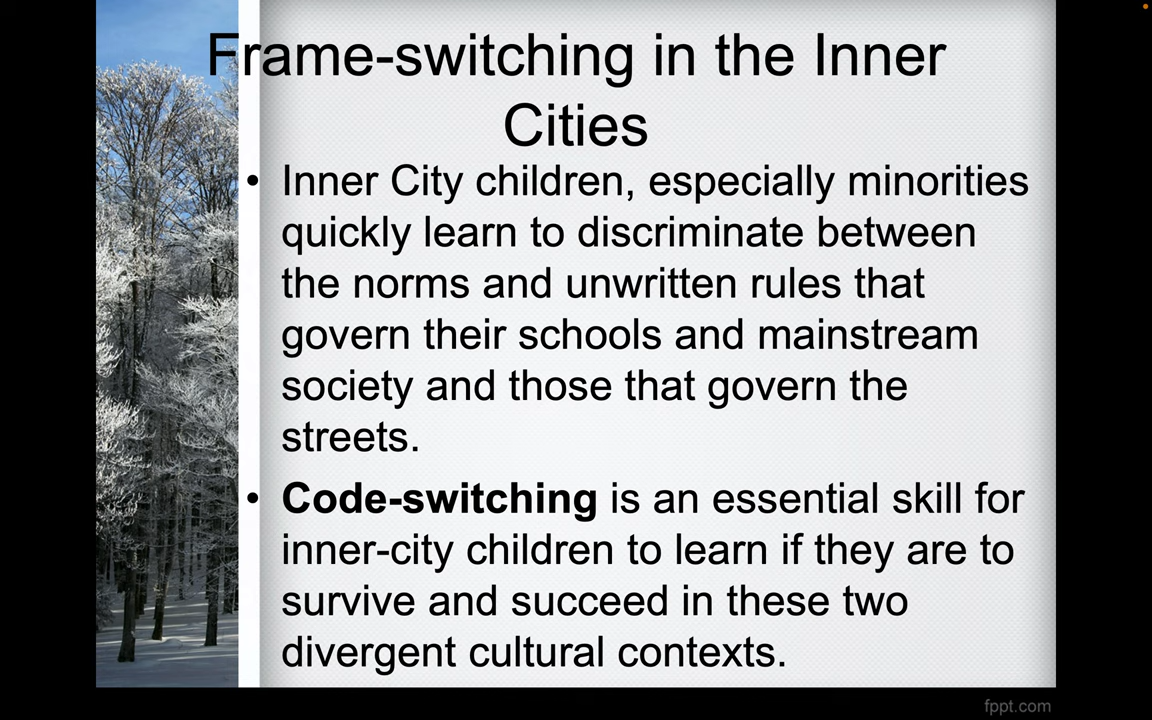 Frame-switching in the Inner
Cities
• Inner City children, especially minorities
quickly learn to discriminate between
the norms and unwritten rules that
govern their schools and mainstream
society and those that govern the
streets.
• Code-switching is an essential skill for
inner-city children to learn if they are to
survive and succeed in these two
divergent cultural contexts.
fppt.com